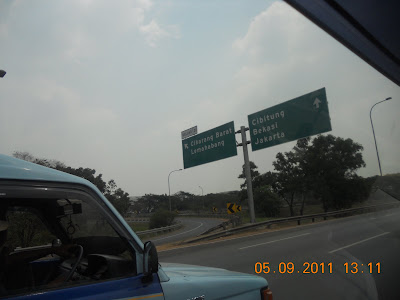 Cikarang Barat
Lemahabang
Cibitung
Bekasi
Jakarta
05.09.2011 13:11